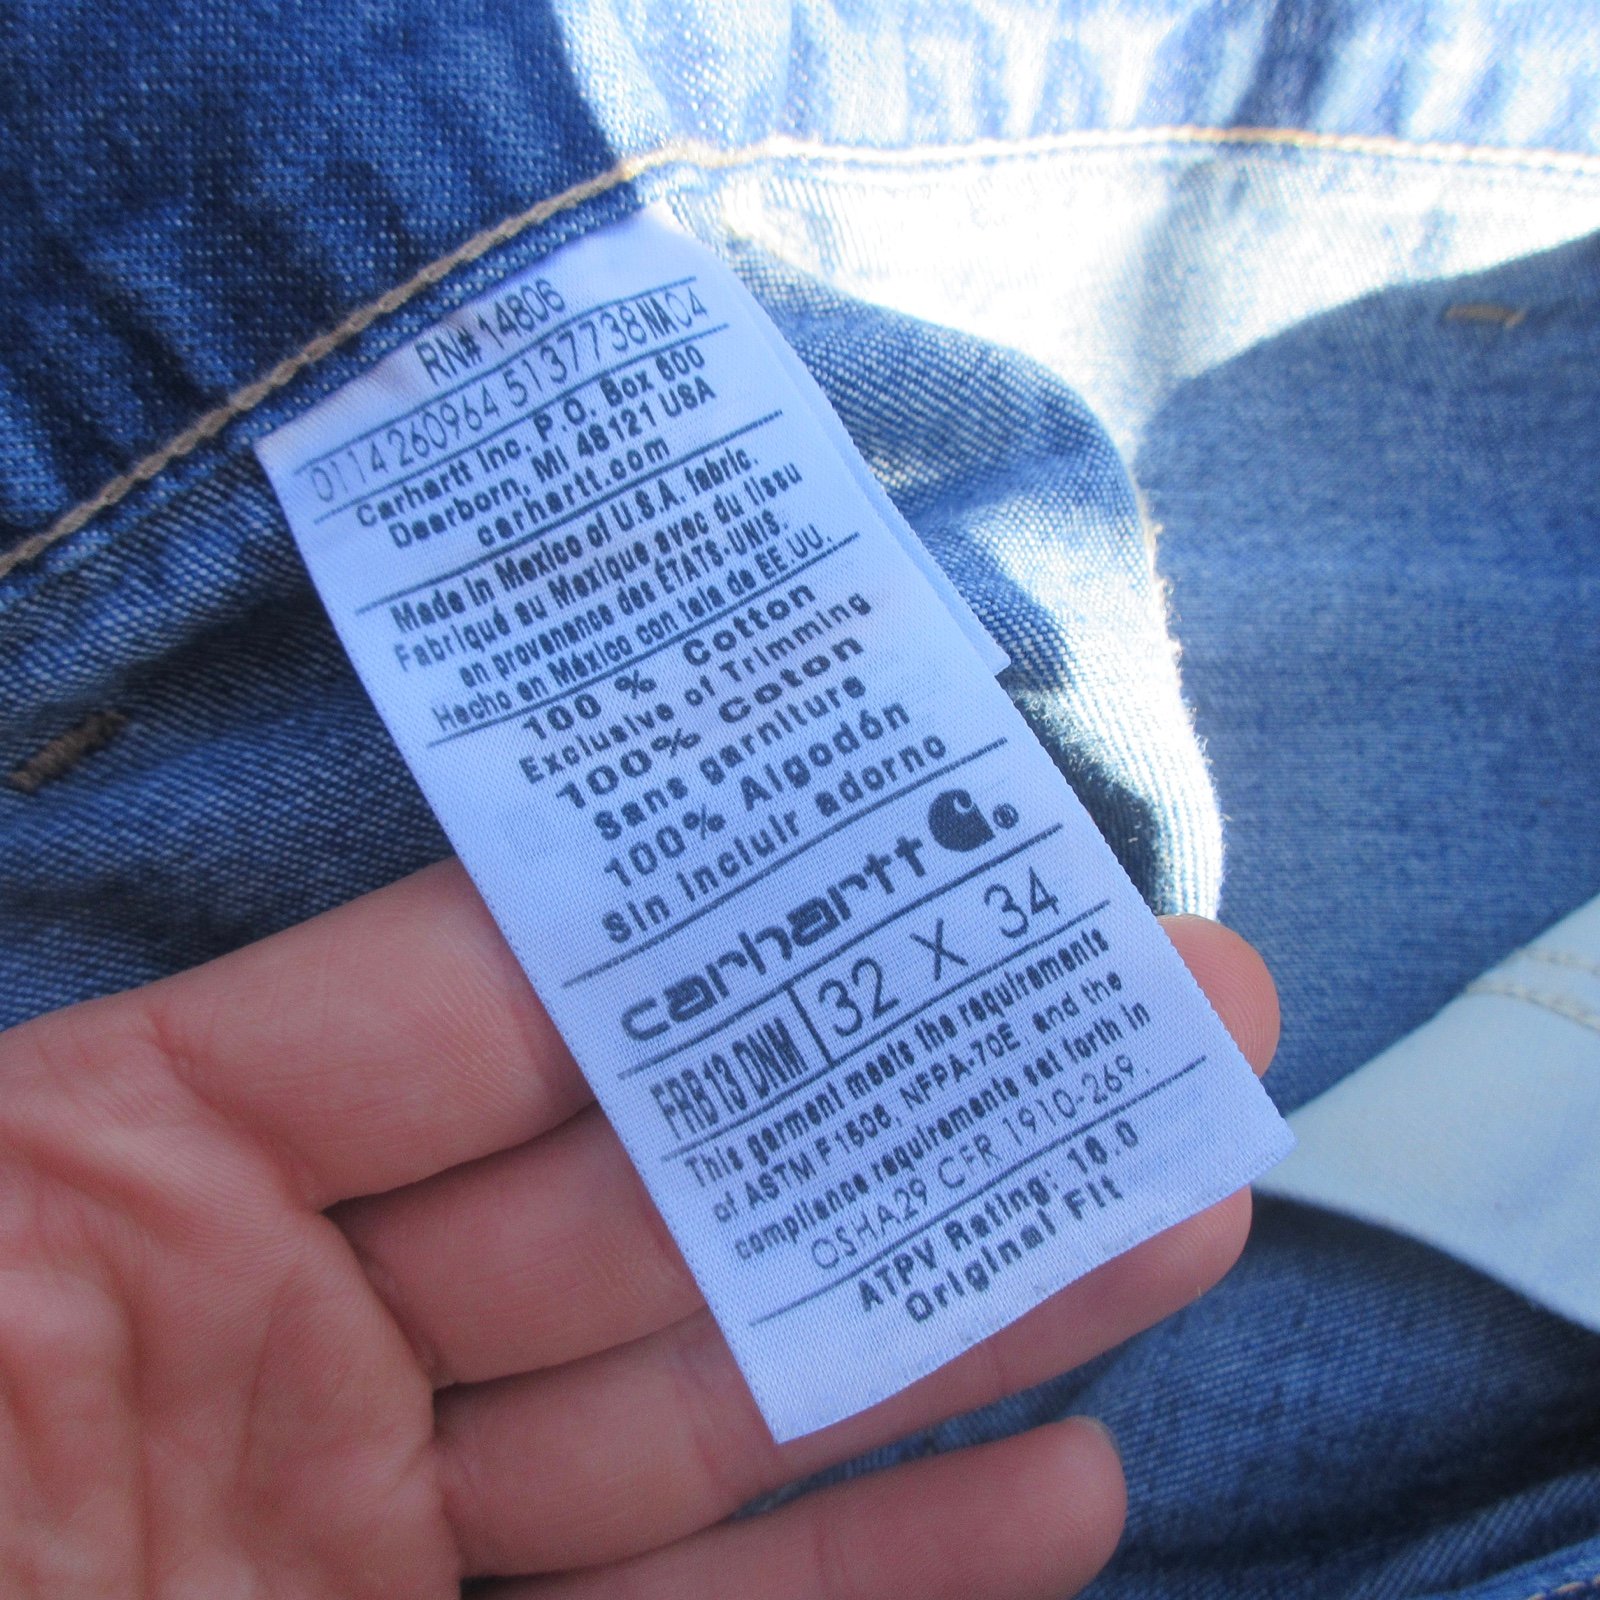 RN# 14806
0114260964 5137738NA04
Carhartt Inc. P.O. Box 600
Dearborn, MI 48121 USA
carhartt.com
Made in Mexico of U.S.A. fabric.
Fabriqué au Mexique avec du tissu
en provenance des ÉTATS-UNIS.
Hecho en México con tela de EE.UU.
100 % Cotton
Exclusive of Trimming
100% Coton
Sans garniture
100% Algodón
Sin incluir adorno
carhartt ®
FRB13 DNM 32 X 34
This garment meets the requirements
of ASTM F1506, NFPA-70E, and the
compliance requirements set forth in
OSHA29 CFR 1910-269.
ATPV Rating: 16.0
Original Fit